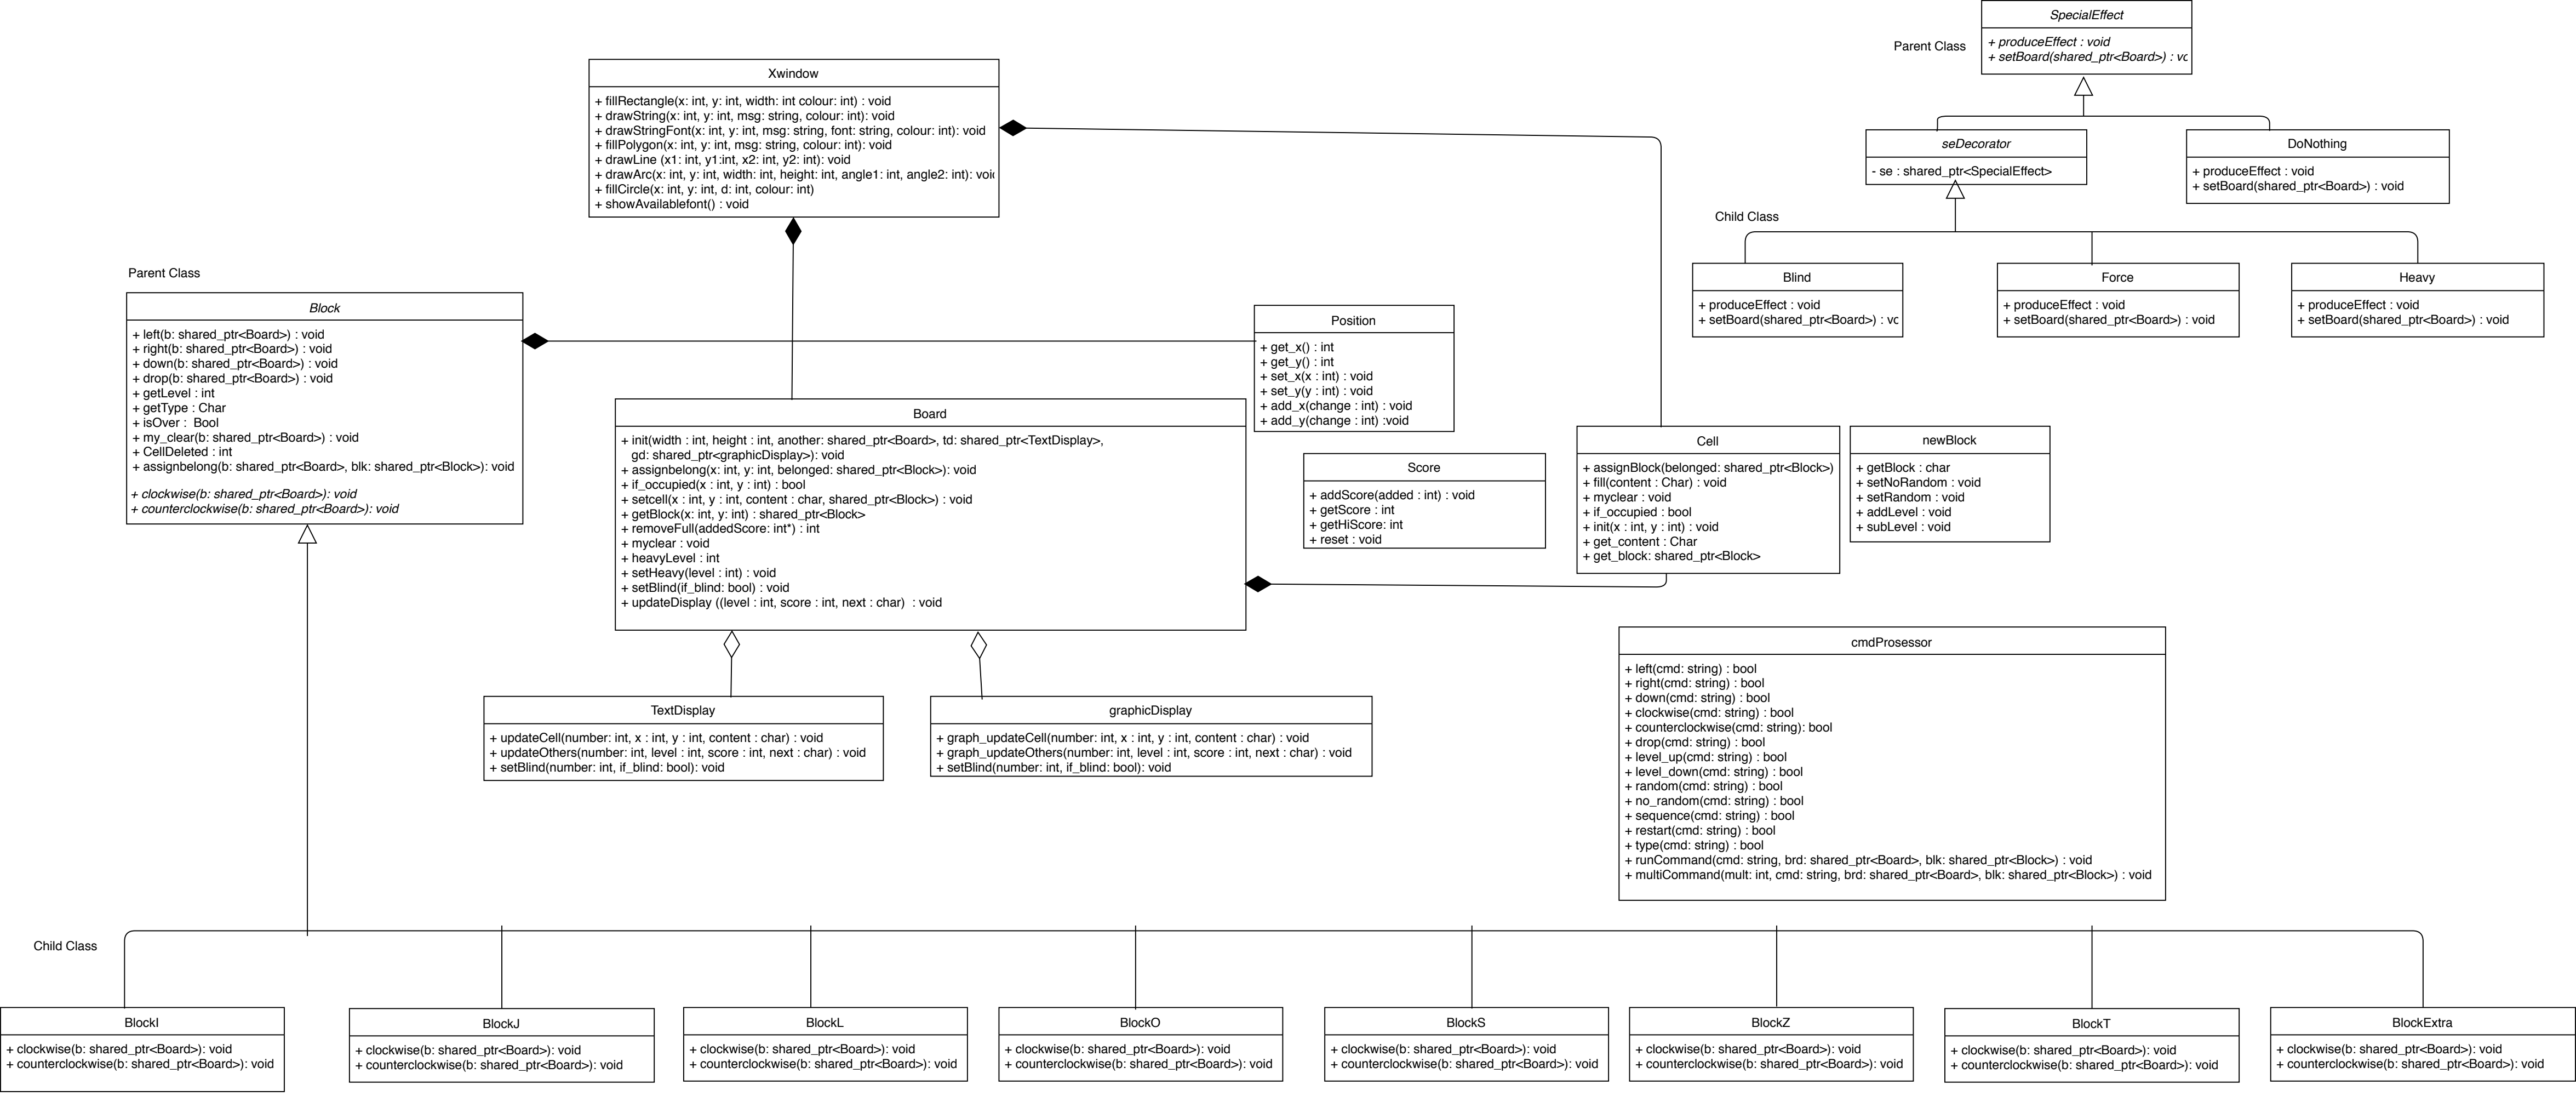 SpecialEffect
+ produceEffect : void
+ setBoard(shared_ptr<Board>) : vc
Parent Class
Xwindow
+ fillRectangle(x: int, y: int, width: int colour: int) : void
+ drawString(x: int, y: int, msg: string, colour: int): void
+ drawStringFont(x: int, y: int, msg: string, font: string, colour: int): void
+ fillPolygon(x: int, y: int, msg: string, colour: int): void
+ drawLine (x1: int, y1:int, x2: int, y2: int): void
+ drawArc(x: int, y: int, width: int, height: int, angle1: int, angle2: int): void
+ fillCircle(x: int, y: int, d: int, colour: int)
+ showAvailablefont() : void
seDecorator
- se : shared_ptr<SpecialEffect>
DoNothing
+ produceEffect : void
+ setBoard(shared_ptr<Board>) : void
Child Class
Blind
+ produceEffect : void
+ setBoard(shared_ptr<Board>) : vc
Force
+ produceEffect : void
+ setBoard(shared_ptr<Board>) : void
Heavy
+ produceEffect : void
+ setBoard(shared_ptr<Board>) : void
Parent Class
Block
+ left(b: shared_ptr<Board>) : void
+ right(b: shared_ptr<Board>) : void
+ down(b: shared_ptr<Board>) : void
+ drop(b: shared_ptr<Board>) : void
+ getLevel : int
+ getType : Char
+ isOver : Bool
+ my_clear(b: shared_ptr<Board>) : void
+ CellDeleted : int
+ assignbelong(b: shared_ptr<Board>, blk: shared_ptr<Block>): void
+ clockwise(b: shared_ptr<Board>): void
+ counterclockwise(b: shared_ptr<Board>): void
Position
+ get_x() : int
+ get_y() : int
+ set_x(x : int) : void
+ set_y(y : int) : void
+ add_x(change : int) : void
+ add_y(change : int) :void
Board
+ init(width : int, height : int, another: shared_ptr<Board>, td: shared_ptr<TextDisplay>,
gd: shared_ptr<graphicDisplay>): void
+ assignbelong(x: int, y: int, belonged: shared_ptr<Block>): void
+ if_occupied(x : int, y : int) : bool
+ setcell(x : int, y : int, content : char, shared_ptr<Block>) : void
+ getBlock(x: int, y: int) : shared_ptr<Block>
+ removeFull(addedScore: int*) : int
+ myclear : void
+ heavyLevel : int
+ setHeavy(level : int) : void
+ setBlind(if_blind: bool) : void
+ updateDisplay ((level : int, score : int, next : char) : void
Score
+ addScore(added : int) : void
+ getScore : int
+ getHiScore: int
+ reset : void
Cell
+ assignBlock(belonged: shared_ptr<Block>)
+ fill(content : Char) : void
+ myclear : void
+ if_occupied : bool
+ init(x : int, y : int) : void
+ get_content : Char
+ get_block: shared_ptr<Block>
newBlock
+ getBlock : char
+ setNoRandom : void
+ setRandom : void
+ addLevel : void
+ subLevel : void
TextDisplay
+ updateCell(number: int, x : int, y : int, content : char) : void
+ updateOthers(number: int, level : int, score : int, next : char) : void
+ setBlind(number: int, if_blind: bool): void
graphicDisplay
+ graph_updateCell(number: int, x : int, y : int, content : char) : void
+ graph_updateOthers(number: int, level : int, score : int, next : char) : void
+ setBlind(number: int, if_blind: bool): void
cmdProsessor
+ left(cmd: string) : bool
+ right(cmd: string) : bool
+ down(cmd: string) : bool
+ clockwise(cmd: string) : bool
+ counterclockwise(cmd: string): bool
+ drop(cmd: string) : bool
+ level_up(cmd: string) : bool
+ level_down(cmd: string) : bool
+ random(cmd: string) : bool
+ no_random(cmd: string) : bool
+ sequence(cmd: string) : bool
+ restart(cmd: string) : bool
+ type(cmd: string) : bool
+ runCommand(cmd: string, brd: shared_ptr<Board>, blk: shared_ptr<Block>) : void
+ multiCommand(mult: int, cmd: string, brd: shared_ptr<Board>, blk: shared_ptr<Block>) : void
Child Class
BlockI
+ clockwise(b: shared_ptr<Board>): void
+ counterclockwise(b: shared_ptr<Board>): void
BlockJ
+ clockwise(b: shared_ptr<Board>): void
+ counterclockwise(b: shared_ptr<Board>): void
BlockL
+ clockwise(b: shared_ptr<Board>): void
+ counterclockwise(b: shared_ptr<Board>): void
BlockO
+ clockwise(b: shared_ptr<Board>): void
+ counterclockwise(b: shared_ptr<Board>): void
BlockS
+ clockwise(b: shared_ptr<Board>): void
+ counterclockwise(b: shared_ptr<Board>): void
BlockZ
+ clockwise(b: shared_ptr<Board>): void
+ counterclockwise(b: shared_ptr<Board>): void
BlockT
+ clockwise(b: shared_ptr<Board>): void
+ counterclockwise(b: shared_ptr<Board>): void
BlockExtra
+ clockwise(b: shared_ptr<Board>): void
+ counterclockwise(b: shared_ptr<Board>): void